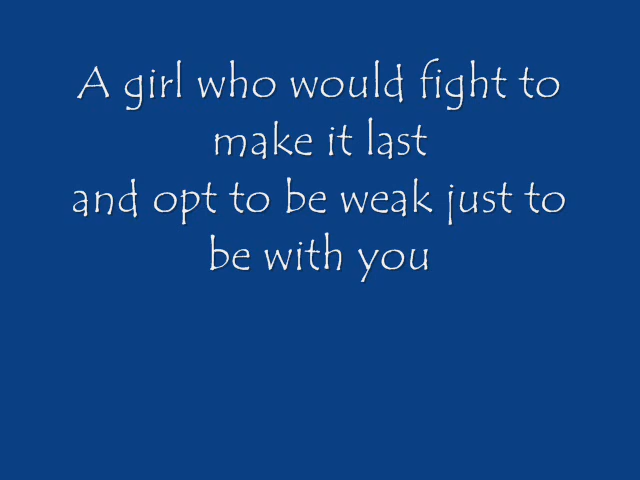 A girl who would fight to
make it last
and opt to be weak just to
be with you